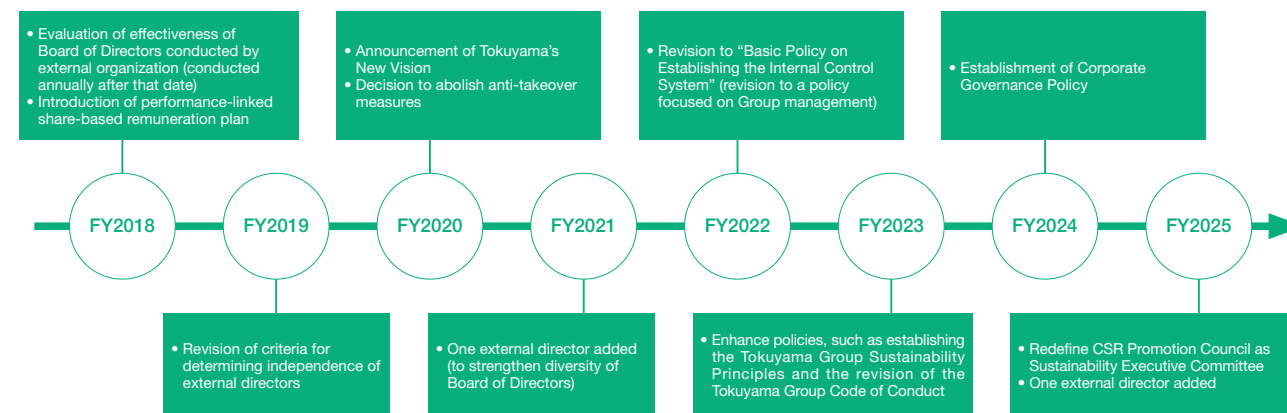 • Evaluation of effectiveness of
Board of Directors conducted by
external organization (conducted
annually after that date)
• Introduction of performance-linked
share-based remuneration plan
• Announcement of Tokuyama’s
New Vision
• Decision to abolish anti-takeover
measures
• Revision to “Basic Policy on
Establishing the Internal Control
System” (revision to a policy
focused on Group management)
• Establishment of Corporate
Governance Policy
FY2018
FY2019
FY2020
FY2021
FY2022
FY2023
FY2024
FY2025
• Revision of criteria for
determining independence of
external directors
• One external director added
(to strengthen diversity of
Board of Directors)
• Enhance policies, such as establishing
the Tokuyama Group Sustainability
Principles and the revision of the
Tokuyama Group Code of Conduct
• Redefine CSR Promotion Council as
Sustainability Executive Committee
• One external director added